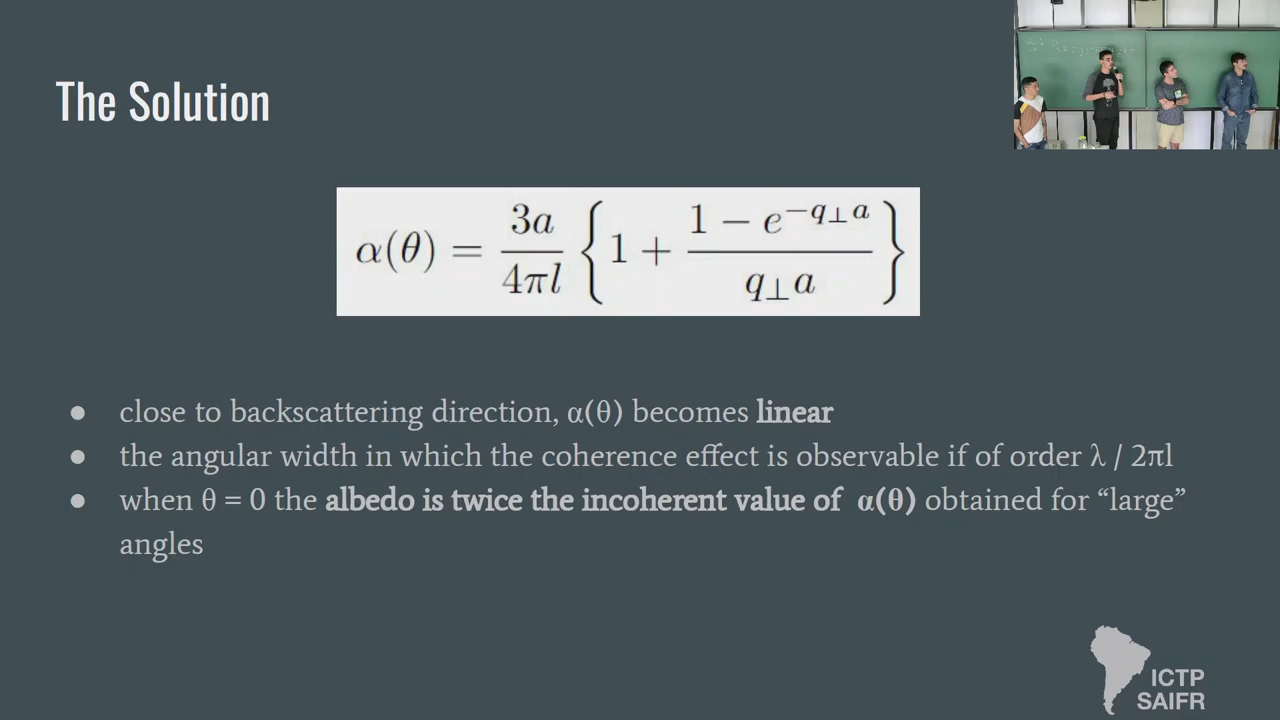 The Solution
α(θ) = 3a / 4πl { 1 + (1 − e^{−q⊥a}) / (q⊥a) }
● close to backscattering direction, α(θ) becomes linear
● the angular width in which the coherence effect is observable if of order λ / 2πl
● when θ = 0 the albedo is twice the incoherent value of α(θ) obtained for “large”
angles
ICTP
SAIFR